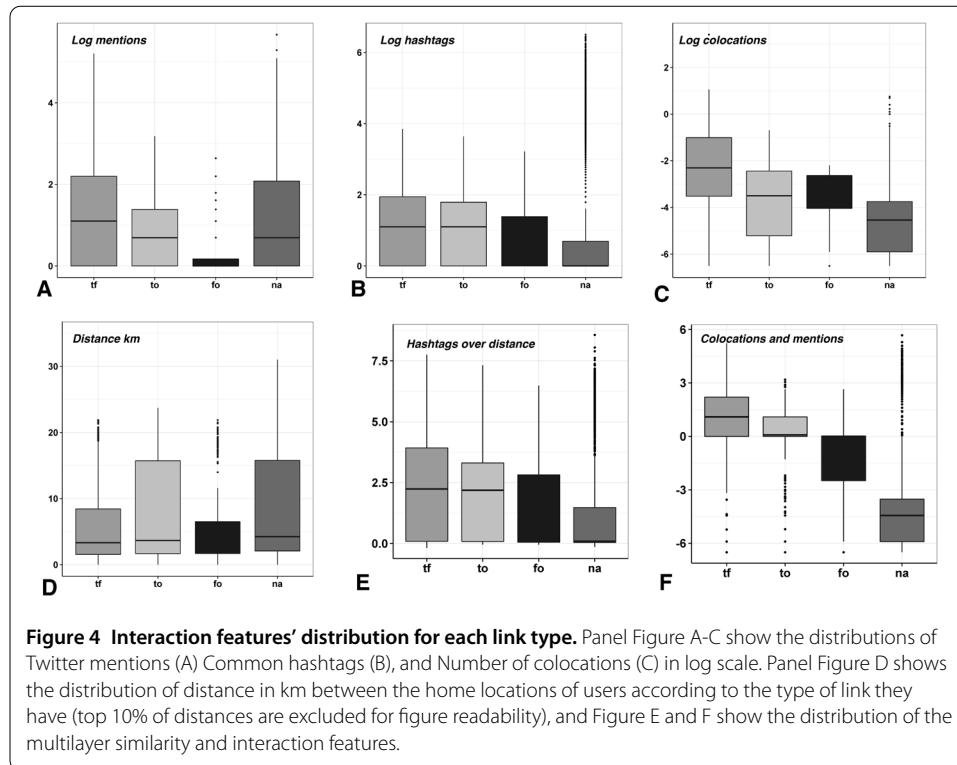 Log mentions
4
2
0
tf to fo na
A
Log hashtags
6
4
2
0
tf to fo na
B
Log colocations
2
0
-2
-4
-6
tf to fo na
C
Distance km
30
20
10
0
tf to fo na
D
Hashtags over distance
7.5
5.0
2.5
0.0
tf to fo na
E
Colocations and mentions
6
3
0
-3
-6
tf to fo na
F
Figure 4 Interaction features' distribution for each link type. Panel Figure A-C show the distributions of
Twitter mentions (A) Common hashtags (B), and Number of colocations (C) in log scale. Panel Figure D shows
the distribution of distance in km between the home locations of users according to the type of link they
have (top 10% of distances are excluded for figure readability), and Figure E and F show the distribution of the
multilayer similarity and interaction features.